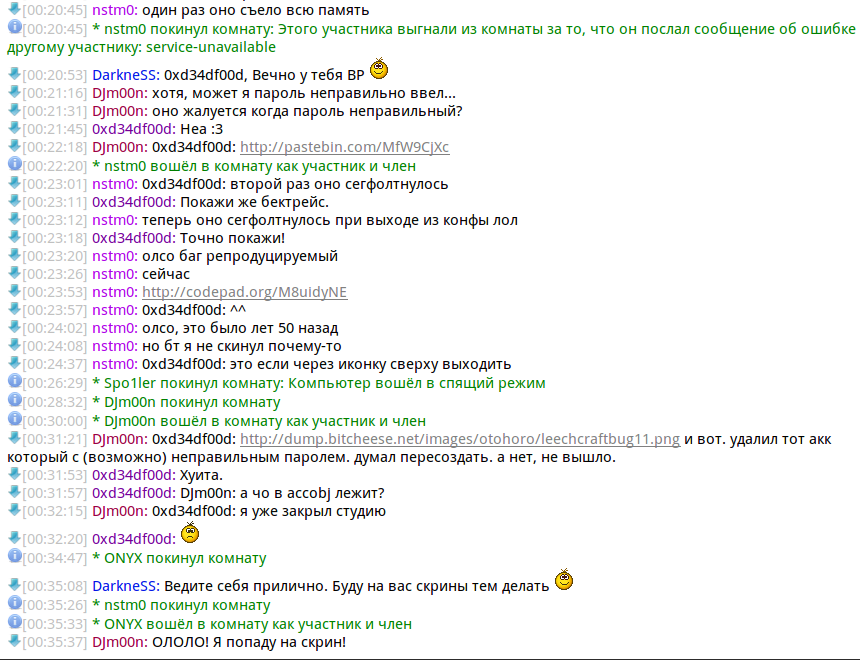 [00:20:45] nstm0: один раз оно съело всю память
[00:20:45] * nstm0 покинул комнату: Этого участника выгнали из комнаты за то, что он послал сообщение об ошибке
другому участнику: service-unavailable
[00:20:53] DarkneSS: 0xd34df00d, Вечно у тебя ВР
[00:21:16] DJm00n: хотя, может я пароль неправильно ввел...
[00:21:31] DJm00n: оно жалуется когда пароль неправильный?
[00:21:45] 0xd34df00d: Неа :3
[00:22:18] DJm00n: 0xd34df00d: http://pastebin.com/MfW9CjXc
[00:22:20] * nstm0 вошёл в комнату как участник и член
[00:23:01] nstm0: 0xd34df00d: второй раз оно сегфолтнулось
[00:23:11] 0xd34df00d: Покажи же бектрейс.
[00:23:12] nstm0: теперь оно сегфолтнулось при выходе из конфы лол
[00:23:18] 0xd34df00d: Точно покажи!
[00:23:20] nstm0: олсо баг репродуцируемый
[00:23:26] nstm0: сейчас
[00:23:53] nstm0: http://codepad.org/M8uidyNE
[00:23:57] nstm0: 0xd34df00d: ^^
[00:24:02] nstm0: олсо, это было лет 50 назад
[00:24:08] nstm0: но бт я не скинул почему-то
[00:24:37] nstm0: 0xd34df00d: это если через иконку сверху выходить
[00:26:29] * Spo1ler покинул комнату: Компьютер вошёл в спящий режим
[00:28:32] * DJm00n покинул комнату
[00:30:00] * DJm00n вошёл в комнату как участник и член
[00:31:21] DJm00n: 0xd34df00d: http://dump.bitcheese.net/images/otohoro/leechcraftbug11.png и вот. удалил тот акк
который с (возможно) неправильным паролем. думал пересоздать. а нет, не вышло.
[00:31:53] 0xd34df00d: Хуита.
[00:31:57] 0xd34df00d: DJm00n: а чо в accobj лежит?
[00:32:15] DJm00n: 0xd34df00d: я уже закрыл студию
[00:32:20] 0xd34df00d:
[00:34:47] * ONYX покинул комнату
[00:35:08] DarkneSS: Ведите себя прилично. Буду на вас скрины тем делать
[00:35:26] * nstm0 покинул комнату
[00:35:33] * ONYX вошёл в комнату как участник и член
[00:35:37] DJm00n: ОЛОЛО! Я попаду на скрин!